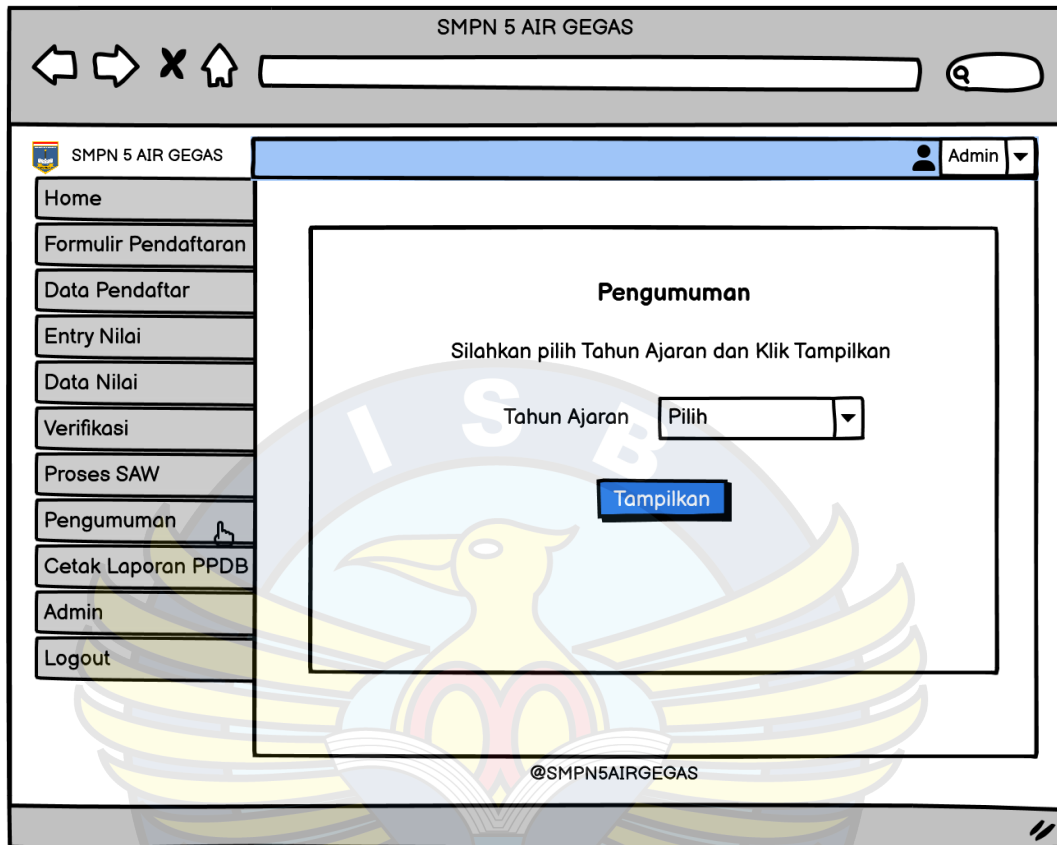 SMPN 5 AIR GEGAS
SMPN 5 AIR GEGAS
Admin
Home
Formulir Pendaftaran
Data Pendaftar
Entry Nilai
Data Nilai
Verifikasi
Proses SAW
Pengumuman
Cetak Laporan PPDB
Admin
Logout
Pengumuman
Silahkan pilih Tahun Ajaran dan Klik Tampilkan
Tahun Ajaran Pilih
Tampilkan
@SMPN5AIRGEGAS
I S B